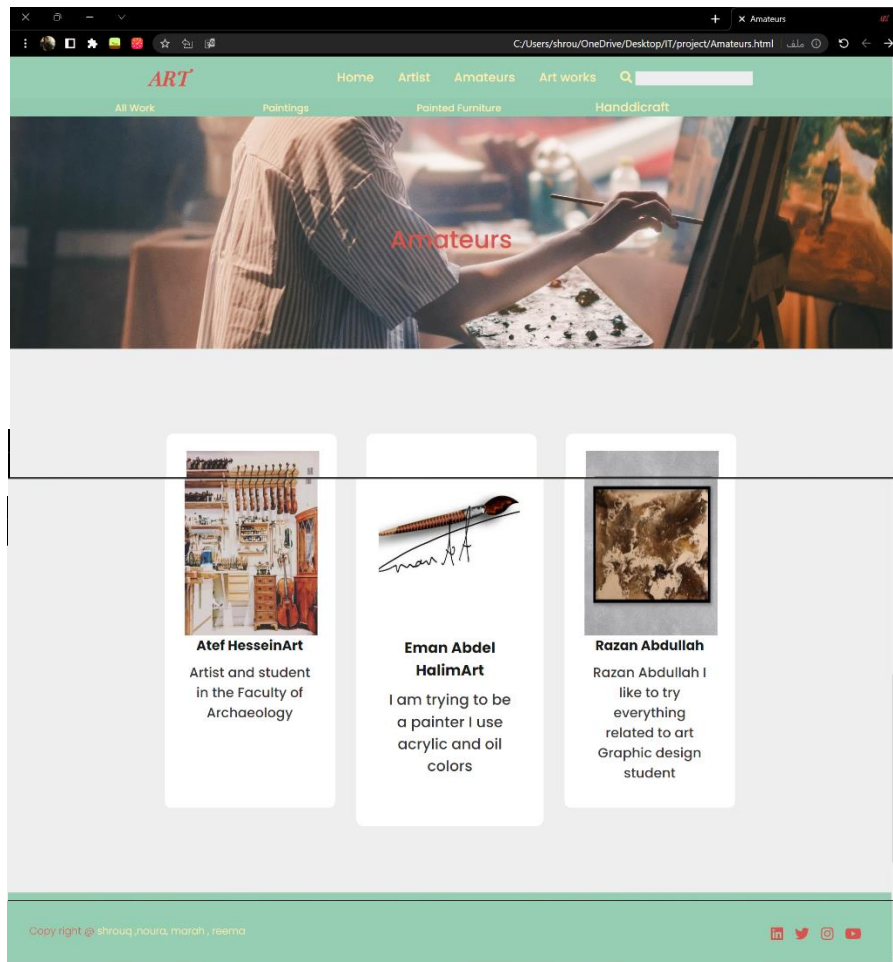 Amateurs
C:/Users/shrou/OneDrive/Desktop/IT/project/Amateurs.html ملف
ART
Home Artist Amateurs Art works
All Work Paintings Painted Furniture Handdicraft
Amateurs
Atef HesseinArt
Artist and student
in the Faculty of
Archaeology
Eman Abdel
HalimArt
I am trying to be
a painter I use
acrylic and oil
colors
Razan Abdullah
Razan Abdullah I
like to try
everything
related to art
Graphic design
student
Copy right @ shrouq ,noura, marah , reema